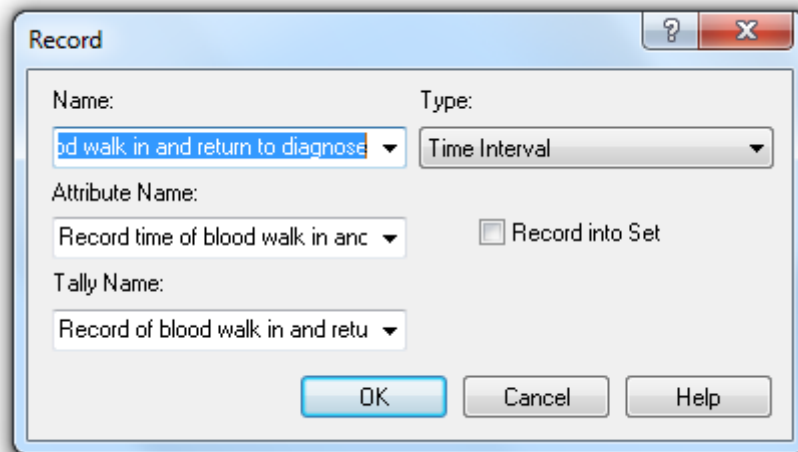 Record
Name:
Type:
od walk in and return to diagnose
Time Interval
Attribute Name:
Record time of blood walk in and
Record into Set
Tally Name:
Record of blood walk in and retu
OK
Cancel
Help